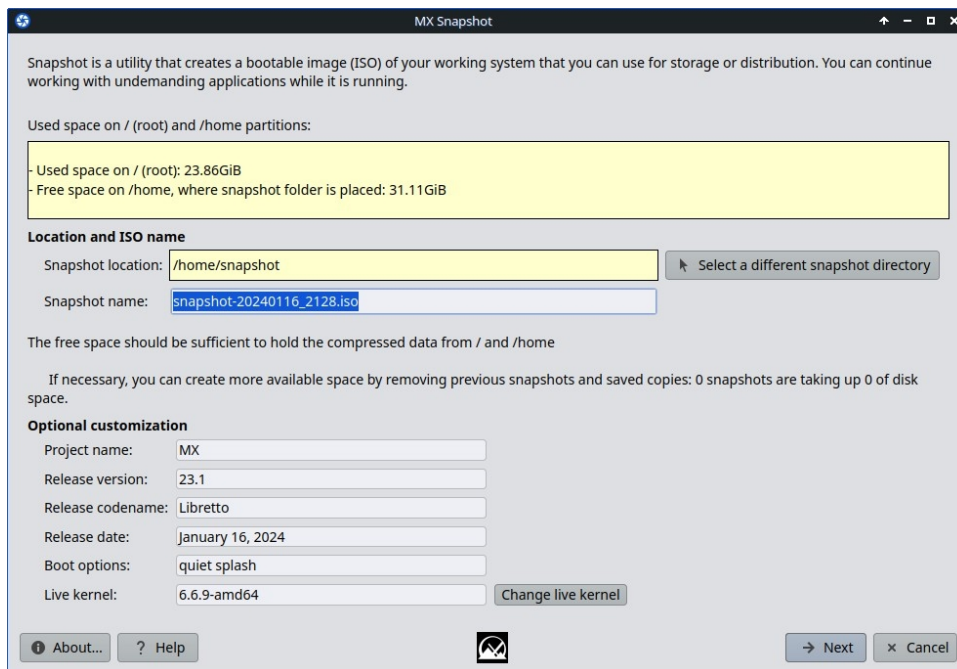 MX Snapshot
Snapshot is a utility that creates a bootable image (ISO) of your working system that you can use for storage or distribution. You can continue
working with undemanding applications while it is running.
Used space on / (root) and /home partitions:
- Used space on / (root): 23.86GiB
- Free space on /home, where snapshot folder is placed: 31.11GiB
Location and ISO name
Snapshot location: /home/snapshot Select a different snapshot directory
Snapshot name: snapshot-20240116_2128.iso
The free space should be sufficient to hold the compressed data from / and /home
If necessary, you can create more available space by removing previous snapshots and saved copies: 0 snapshots are taking up 0 of disk
space.
Optional customization
Project name: MX
Release version: 23.1
Release codename: Libretto
Release date: January 16, 2024
Boot options: quiet splash
Live kernel: 6.6.9-amd64 Change live kernel
About... ? Help Next Cancel